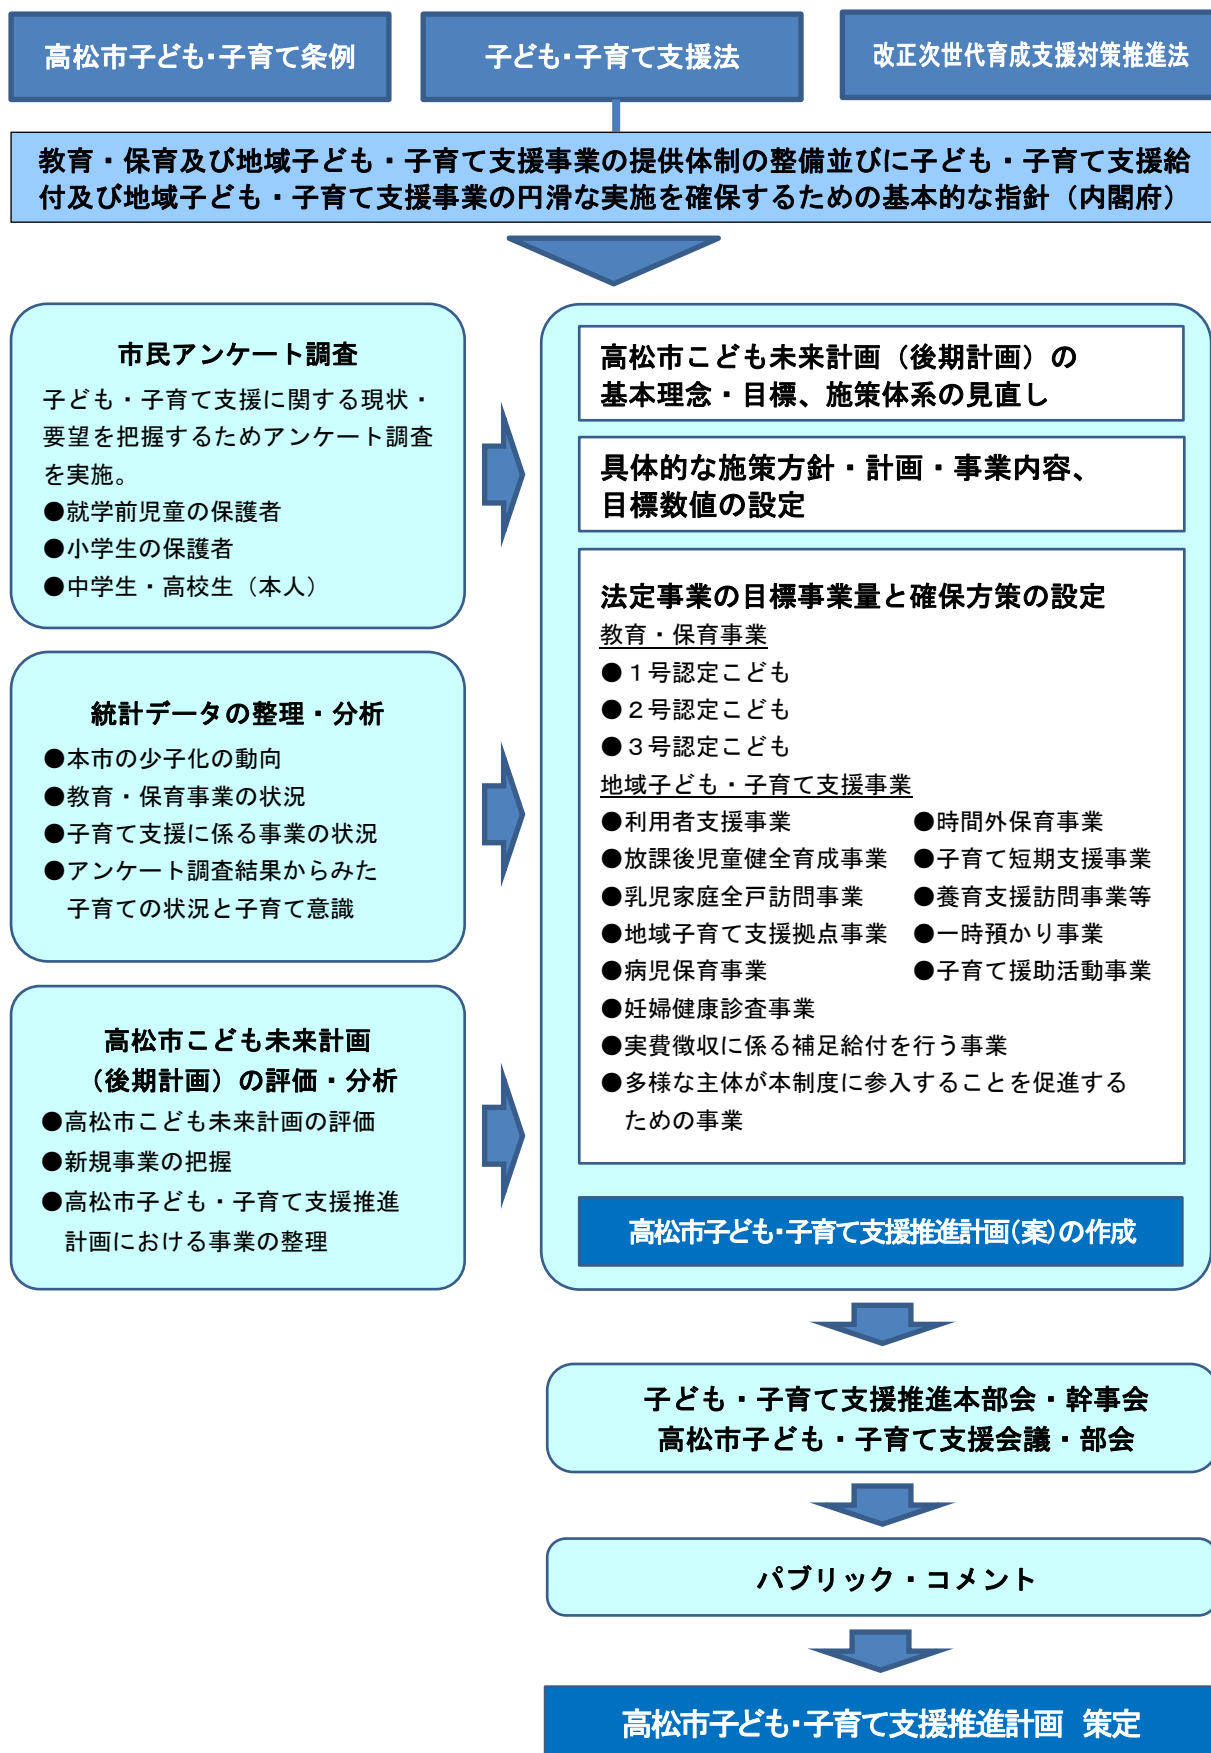 高松市子ども・子育て条例
子ども・子育て支援法
改正次世代育成支援対策推進法
教育・保育及び地域子ども・子育て支援事業の提供体制の整備並びに子ども・子育て支援給
付及び地域子ども・子育て支援事業の円滑な実施を確保するための基本的な指針（内閣府）
市民アンケート調査
子ども・子育て支援に関する現状・
要望を把握するためアンケート調査
を実施。
●就学前児童の保護者
●小学生の保護者
●中学生・高校生（本人）
統計データの整理・分析
●本市の少子化の動向
●教育・保育事業の状況
●子育て支援に係る事業の状況
●アンケート調査結果からみた
子育ての状況と子育て意識
高松市こども未来計画
（後期計画）の評価・分析
●高松市こども未来計画の評価
●新規事業の把握
●高松市子ども・子育て支援推進
計画における事業の整理
高松市こども未来計画（後期計画）の
基本理念・目標、施策体系の見直し
具体的な施策方針・計画・事業内容、
目標数値の設定
法定事業の目標事業量と確保方策の設定
教育・保育事業
●１号認定こども
●２号認定こども
●３号認定こども
地域子ども・子育て支援事業
●利用者支援事業　●時間外保育事業
●放課後児童健全育成事業　●子育て短期支援事業
●乳児家庭全戸訪問事業　●養育支援訪問事業等
●地域子育て支援拠点事業　●一時預かり事業
●病児保育事業　●子育て援助活動事業
●妊婦健康診査事業
●実費徴収に係る補足給付を行う事業
●多様な主体が本制度に参入することを促進する
ための事業
高松市子ども・子育て支援推進計画（案）の作成
子ども・子育て支援推進本部会・幹事会
高松市子ども・子育て支援会議・部会
パブリック・コメント
高松市子ども・子育て支援推進計画　策定